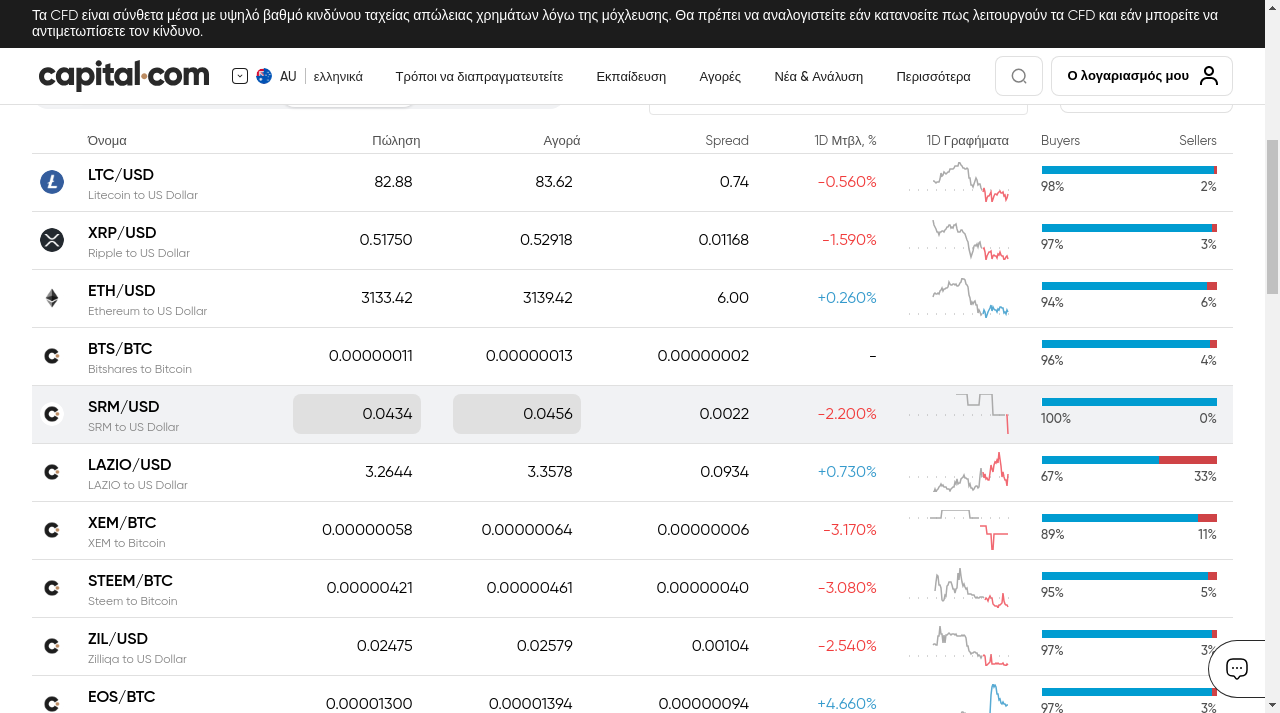 Τα CFD είναι σύνθετα μέσα με υψηλό βαθμό κινδύνου ταχείας απώλειας χρημάτων λόγω της μόχλευσης. Θα πρέπει να αναλογιστείτε εάν κατανοείτε πως λειτουργούν τα CFD και εάν μπορείτε να
αντιμετωπίσετε τον κίνδυνο.
capital.com AU ελληνικά Τρόποι να διαπραγματευτείτε Εκπαίδευση Αγορές Νέα & Ανάλυση Περισσότερα Ο λογαριασμός μου
Όνομα Πώληση Αγορά Spread 1D Μτβλ, % 1D Γραφήματα Buyers Sellers
LTC/USD 82.88 83.62 0.74 -0.560%
Litecoin to US Dollar 98% 2%
XRP/USD 0.51750 0.52918 0.01168 -1.590%
Ripple to US Dollar 97% 3%
ETH/USD 3133.42 3139.42 6.00 +0.260%
Ethereum to US Dollar 94% 6%
BTS/BTC 0.00000011 0.00000013 0.00000002 -
Bitshares to Bitcoin 96% 4%
SRM/USD 0.0434 0.0456 0.0022 -2.200%
SRM to US Dollar 100% 0%
LAZIO/USD 3.2644 3.3578 0.0934 +0.730%
LAZIO to US Dollar 67% 33%
XEM/BTC 0.00000058 0.00000064 0.00000006 -3.170%
XEM to Bitcoin 89% 11%
STEEM/BTC 0.00000421 0.00000461 0.00000040 -3.080%
Steem to Bitcoin 95% 5%
ZIL/USD 0.02475 0.02579 0.00104 -2.540%
Zilliqa to US Dollar 97% 3%
EOS/BTC 0.00001300 0.00001394 0.00000094 +4.660%
97% 3%